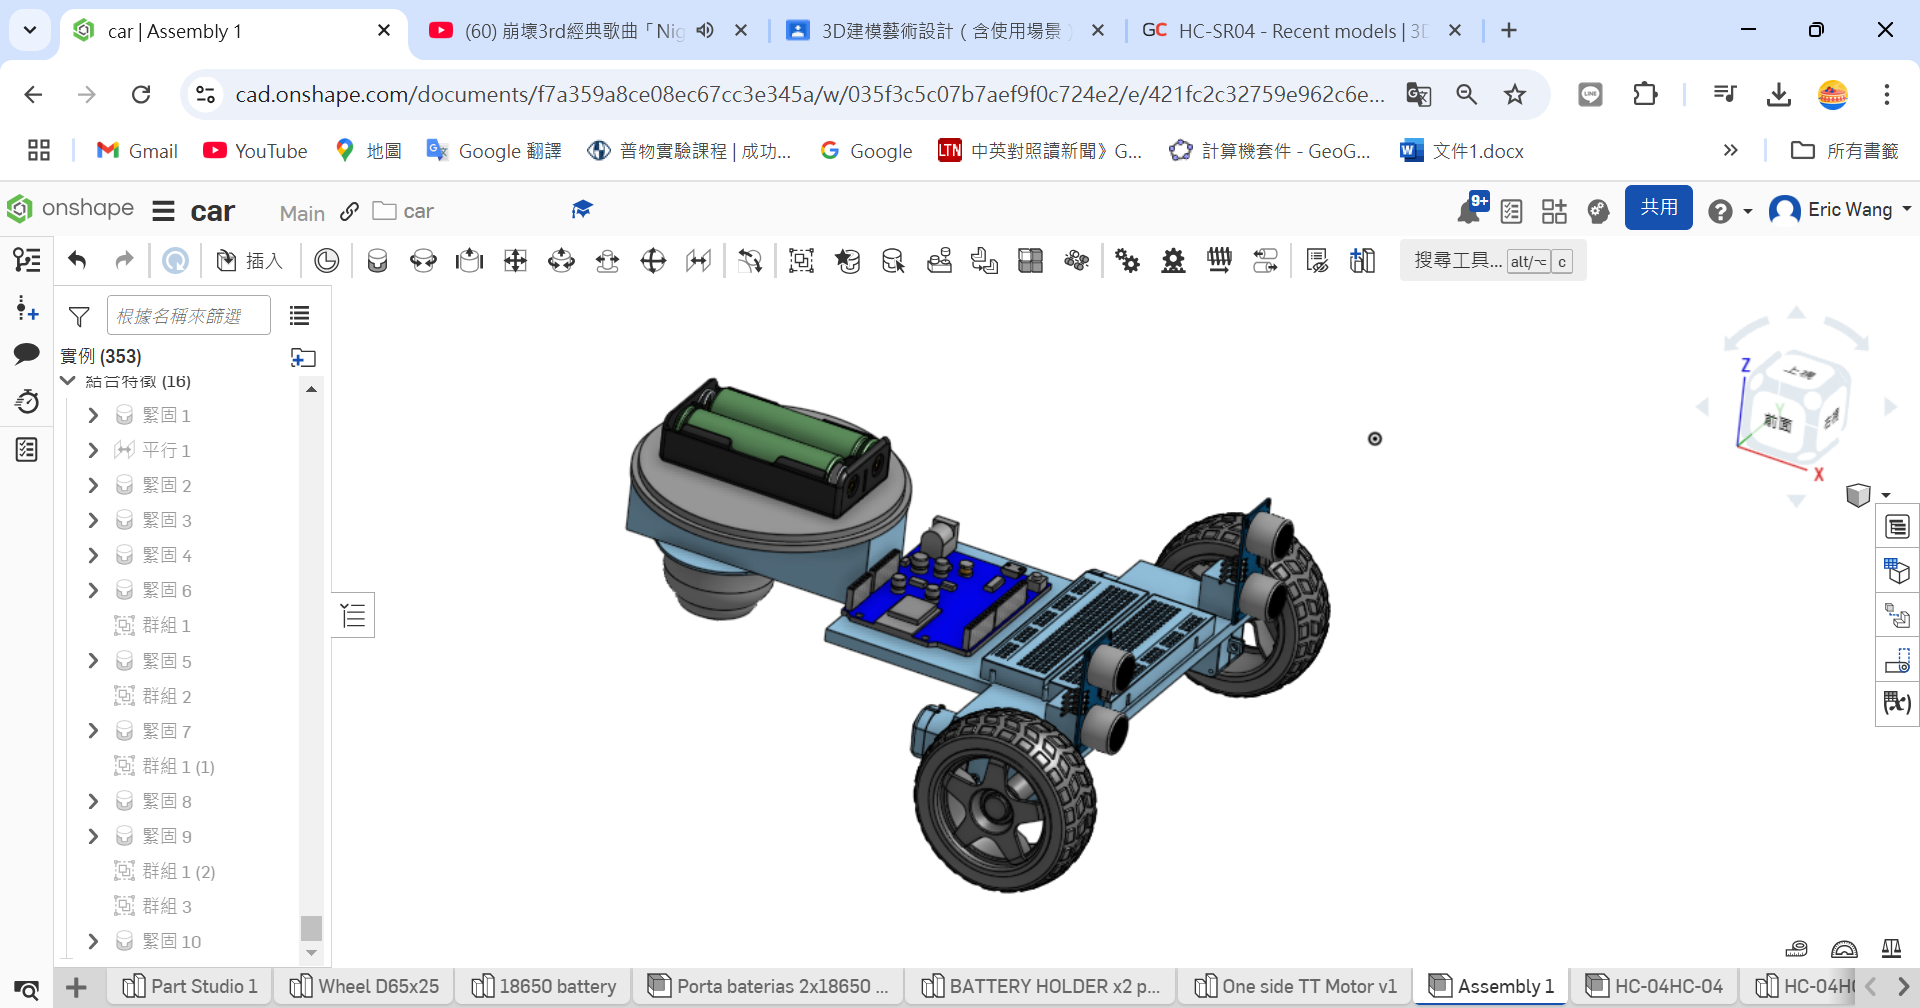 car | Assembly 1
(60) 崩壞3rd經典歌曲「Nig
3D建模藝術設計（含使用場景）
GC HC-SR04 - Recent models | 3D
cad.onshape.com/documents/f7a359a8ce08ec67cc3e345a/w/035f3c5c07b7aef9f0c724e2/e/421fc2c32759e962c6e...
Gmail
YouTube
地圖
Google 翻譯
普物實驗課程 | 成功...
Google
LTN 中英對照讀新聞》G...
計算機套件 - GeoG...
文件1.docx
所有書籤
onshape
car
Main
car
9+
共用
Eric Wang
插入
搜尋工具... alt/⌥ c
根據名稱來篩選
實例 (353)
結合特徵 (16)
緊固 1
平行 1
緊固 2
緊固 3
緊固 4
緊固 6
群組 1
緊固 5
群組 2
緊固 7
群組 1 (1)
緊固 8
緊固 9
群組 1 (2)
群組 3
緊固 10
Z
上視
Y
前面
右視
X
Part Studio 1
Wheel D65x25
18650 battery
Porta baterias 2x18650 ...
BATTERY HOLDER x2 p...
One side TT Motor v1
Assembly 1
HC-04HC-04